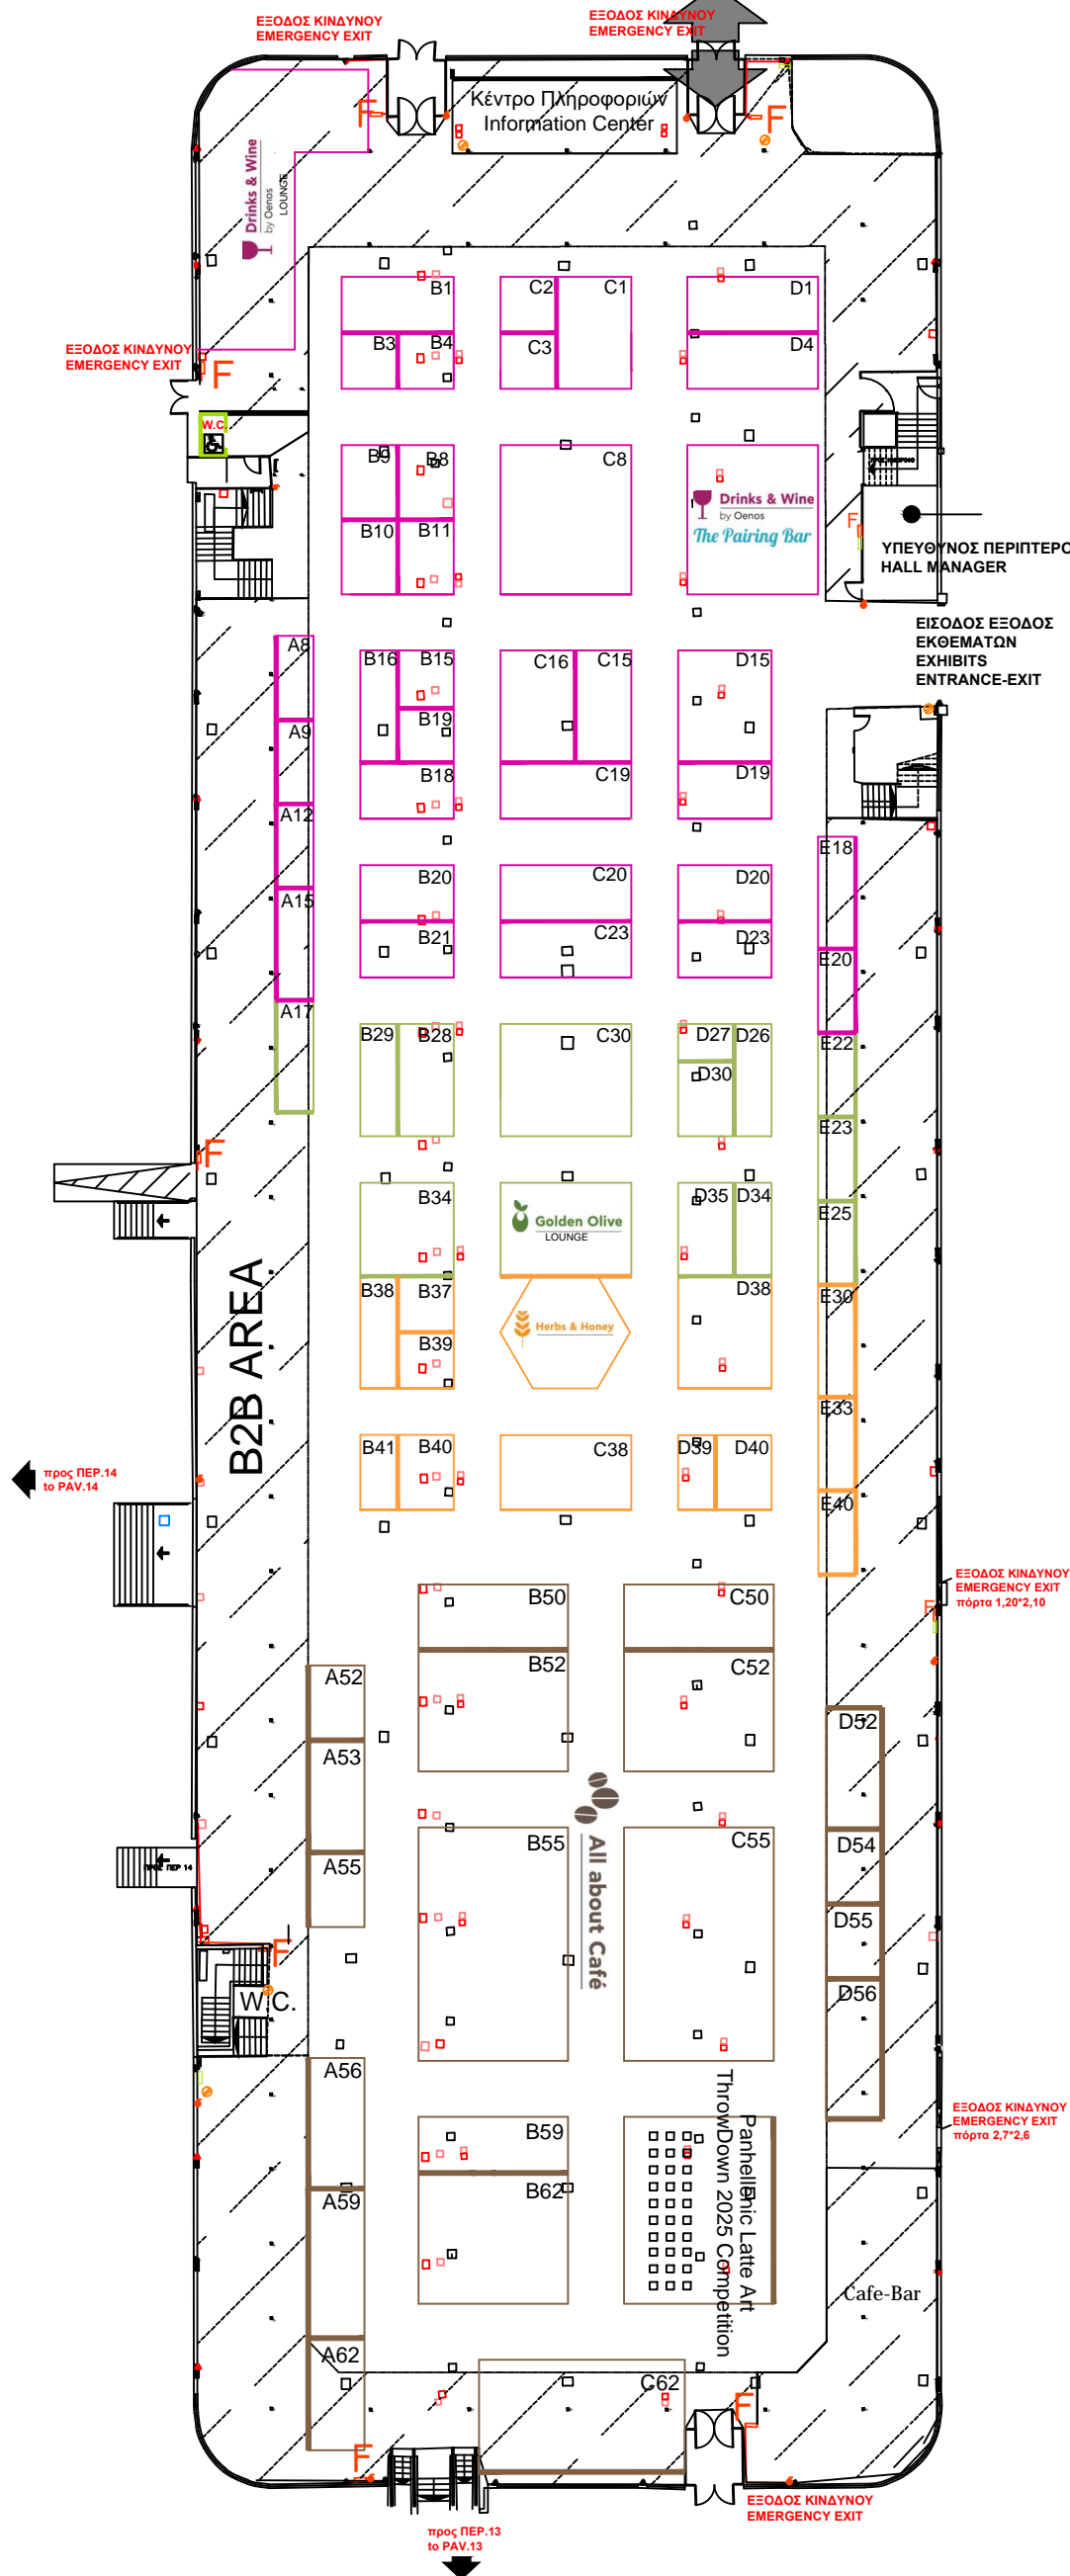 ΕΞΟΔΟΣ ΚΙΝΔΥΝΟΥ
EMERGENCY EXIT
ΕΞΟΔΟΣ ΚΙΝΔΥΝΟΥ
EMERGENCY EXIT
Κέντρο Πληροφοριών
Information Center
F
F
Drinks & Wine
by Oenos
LOUNGE
B1
C2
C1
D1
B3
B4
C3
D4
ΕΞΟΔΟΣ ΚΙΝΔΥΝΟΥ
EMERGENCY EXIT
F
W.C.
B9
B8
C8
Drinks & Wine
by Oenos
The Pairing Bar
B10
B11
F
ΥΠΕΥΘΥΝΟΣ ΠΕΡΙΠΤΕΡΟ
HALL MANAGER
ΕΙΣΟΔΟΣ ΕΞΟΔΟΣ
ΕΚΘΕΜΑΤΩΝ
EXHIBITS
ENTRANCE-EXIT
A8
B16
B15
C16
C15
D15
A9
B19
B18
C19
D19
A12
E18
B20
C20
D20
A15
B21
C23
D23
E20
A17
B29
B28
C30
D27
D26
E22
D30
E23
F
B34
Golden Olive
LOUNGE
D35
D34
E25
B2B AREA
B38
B37
Herbs & Honey
D38
E30
B39
E33
B41
B40
C38
D39
D40
προς ΠΕΡ.14
to PAV.14
E40
ΕΞΟΔΟΣ ΚΙΝΔΥΝΟΥ
EMERGENCY EXIT
πόρτα 1,20*2,10
F
B50
C50
A52
B52
C52
D52
A53
All about Café
B55
C55
D54
A55
ΠΡΟΣ ΠΕΡ 14
D55
F
W.C.
D56
A56
B59
Panhellenic Latte Art
ThrowDown 2025 Competition
ΕΞΟΔΟΣ ΚΙΝΔΥΝΟΥ
EMERGENCY EXIT
πόρτα 2,7*2,6
A59
B62
Cafe-Bar
A62
C62
F
F
ΕΞΟΔΟΣ ΚΙΝΔΥΝΟΥ
EMERGENCY EXIT
προς ΠΕΡ.13
to PAV.13